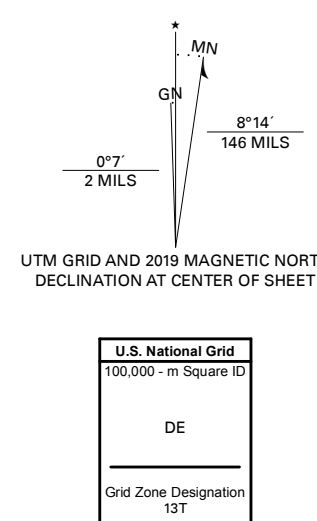 ★
MN
GN
8°14´
146 MILS
0°7´
2 MILS
UTM GRID AND 2019 MAGNETIC NORT
DECLINATION AT CENTER OF SHEET
U.S. National Grid
100,000 - m Square ID
DE
Grid Zone Designation
13T